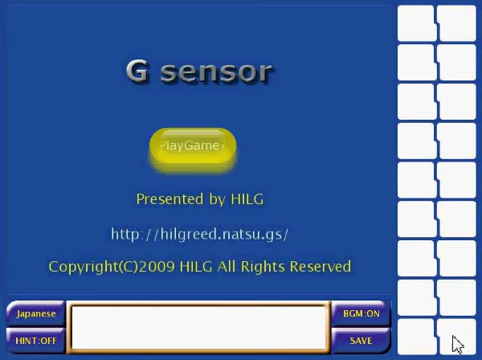 G sensor
PlayGame?
Presented by HILG
http://hilgreed.natsu.gs/
Copyright(C)2009 HILG All Rights Reserved
Japanese
BGM:ON
HINT:OFF
SAVE